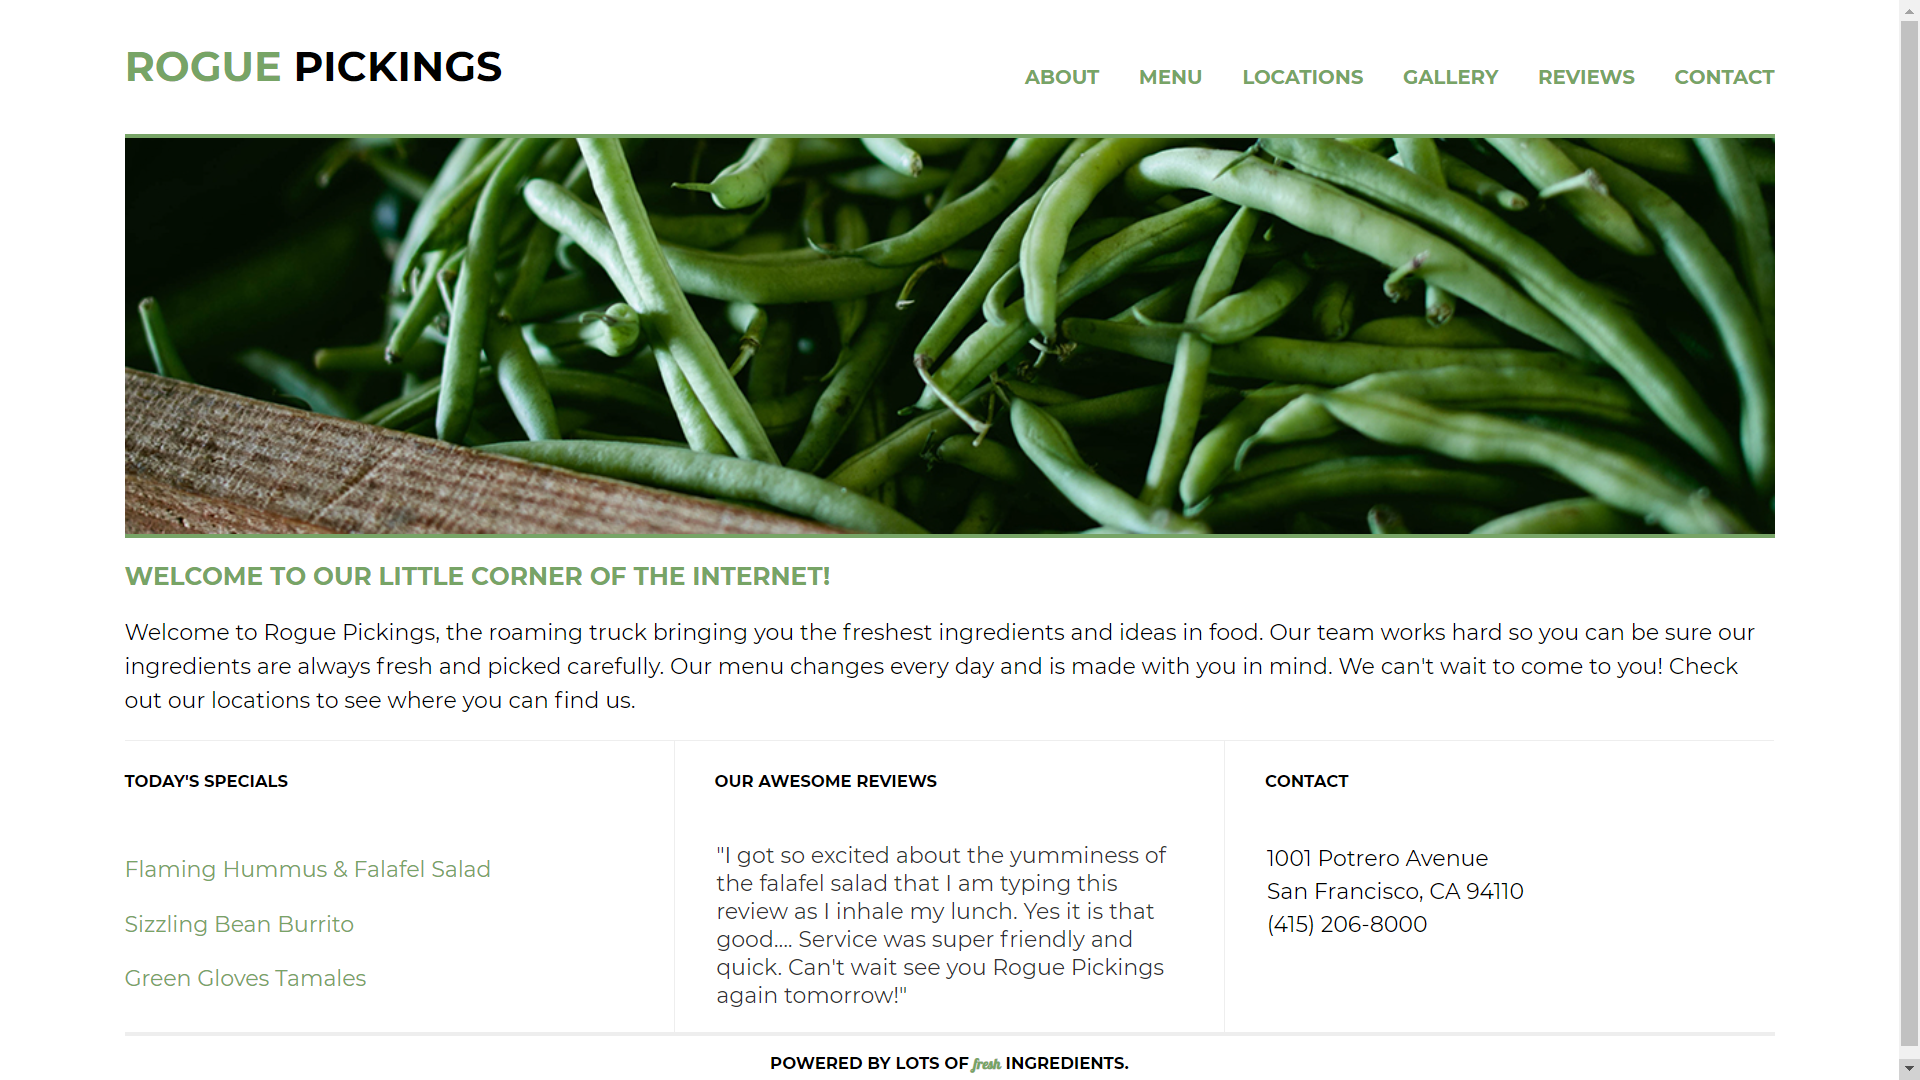 ROGUE PICKINGS
ABOUT MENU LOCATIONS GALLERY REVIEWS CONTACT
WELCOME TO OUR LITTLE CORNER OF THE INTERNET!
Welcome to Rogue Pickings, the roaming truck bringing you the freshest ingredients and ideas in food. Our team works hard so you can be sure our
ingredients are always fresh and picked carefully. Our menu changes every day and is made with you in mind. We can't wait to come to you! Check
out our locations to see where you can find us.
TODAY'S SPECIALS
Flaming Hummus & Falafel Salad
Sizzling Bean Burrito
Green Gloves Tamales
OUR AWESOME REVIEWS
"I got so excited about the yumminess of
the falafel salad that I am typing this
review as I inhale my lunch. Yes it is that
good.... Service was super friendly and
quick. Can't wait see you Rogue Pickings
again tomorrow!"
CONTACT
1001 Potrero Avenue
San Francisco, CA 94110
(415) 206-8000
POWERED BY LOTS OF fresh INGREDIENTS.